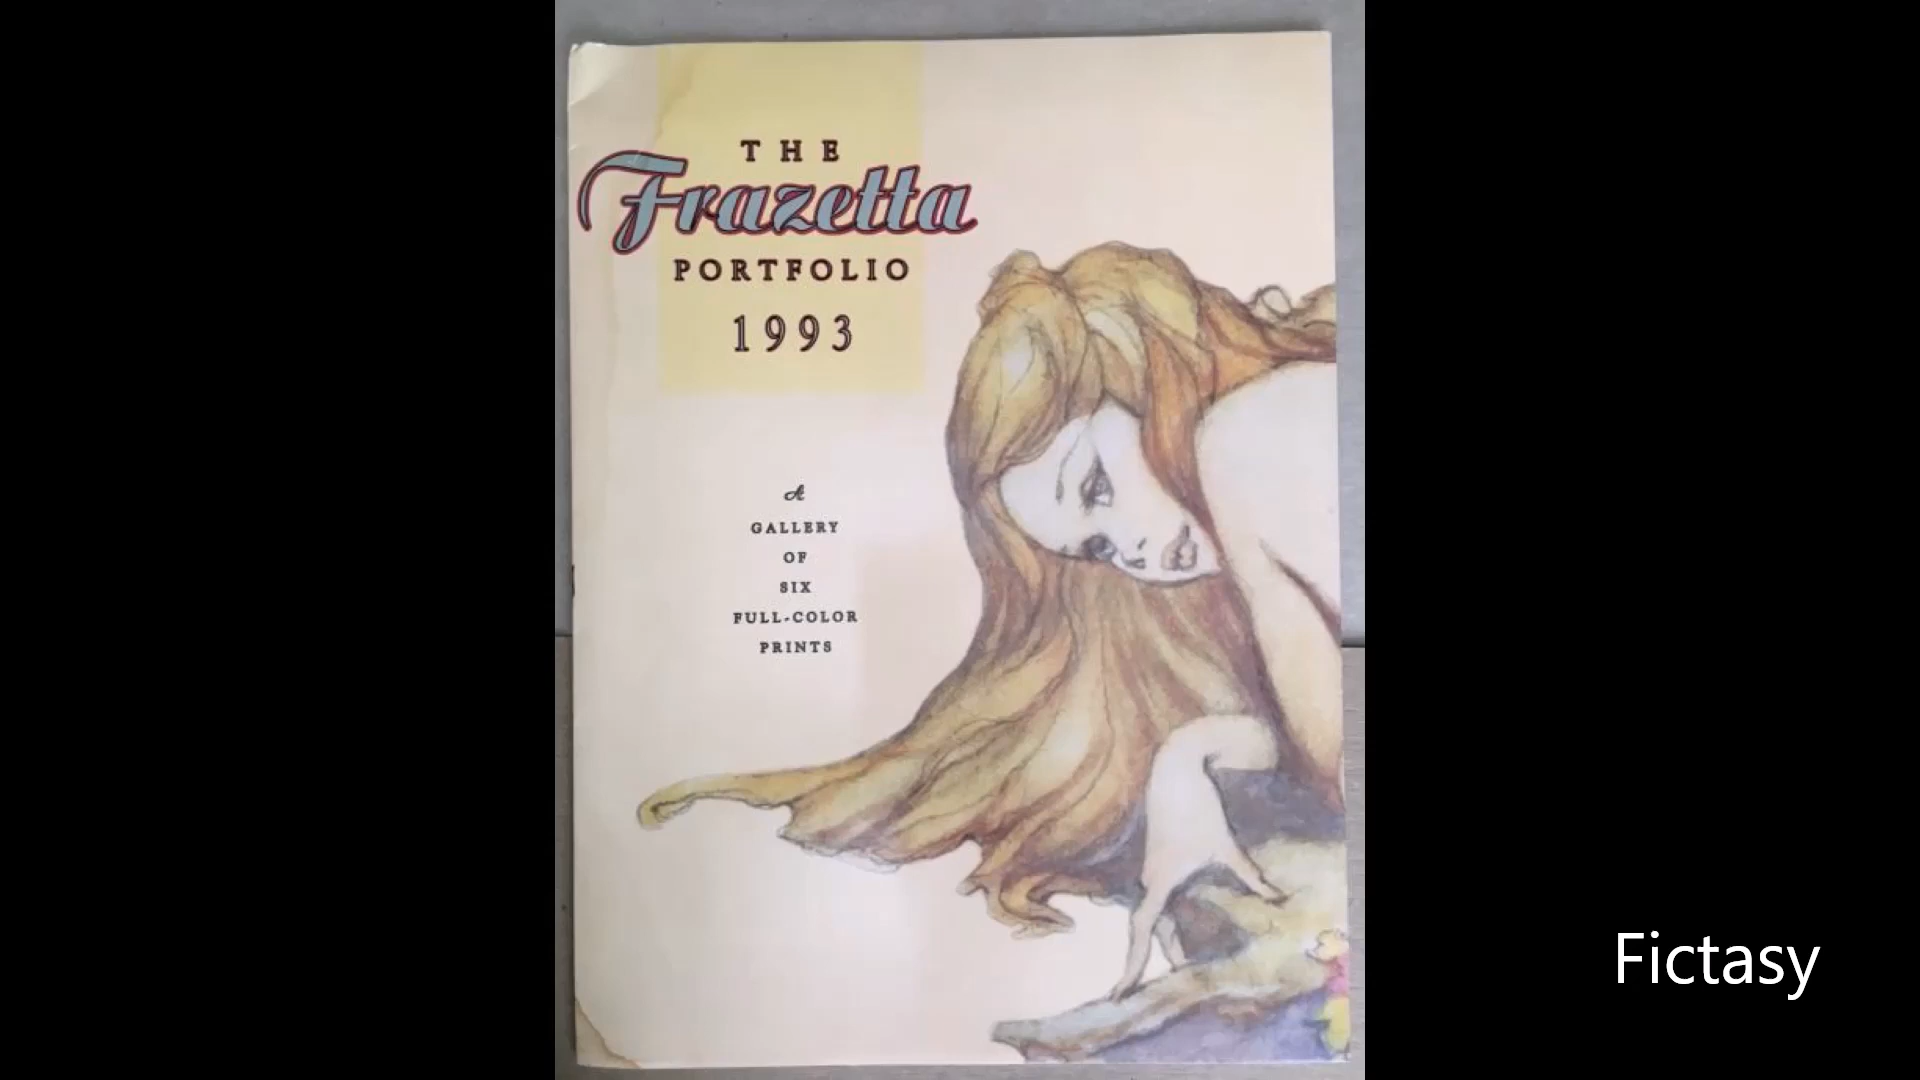 THE
Frazetta
PORTFOLIO
1993
A
GALLERY
OF
SIX
FULL-COLOR
PRINTS
Fictasy